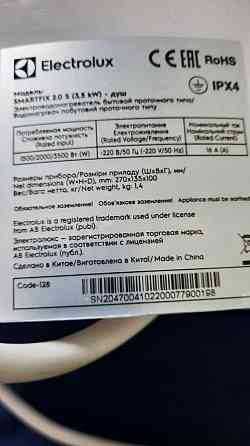 Electrolux
CE EAC RoHS
IPX4
Модель:
SMARTFIX 2.0 S (3,5 kW) - душ
Электроводонагреватель бытовой проточного типа/
Водонагрівач побутовий проточного типу
Потребляемая мощность
Споживча потужність
(Rated Input)
Электропитание
Електроживлення
(Rated Voltage/Frequency)
Номинальный ток
Номінальний струм
(Rated Current)
1500/2000/3500 Вт (W)
~220 В/50 Гц (~220 V/50 Hz)
16 А (A)
Размеры прибора/Розміри приладу (ШхВхГ), мм/
Net dimensions (W×H×D), mm: 270x135x100
Вес/Вага нетто, кг/Net weight, kg: 1,4
Обязательное заземление! Обов'язкове заземлення! Appliance must be earthed!
Electrolux is a registered trademark used under license
from AB Electrolux (publ).
Электролюкс — зарегистрированная торговая марка,
используемая в соответствии с лицензией
AB Electrolux (публ.).
Сделано в Китае/Виготовлено в Китаї/Made in China
Code-128
SN2047004102200077900198